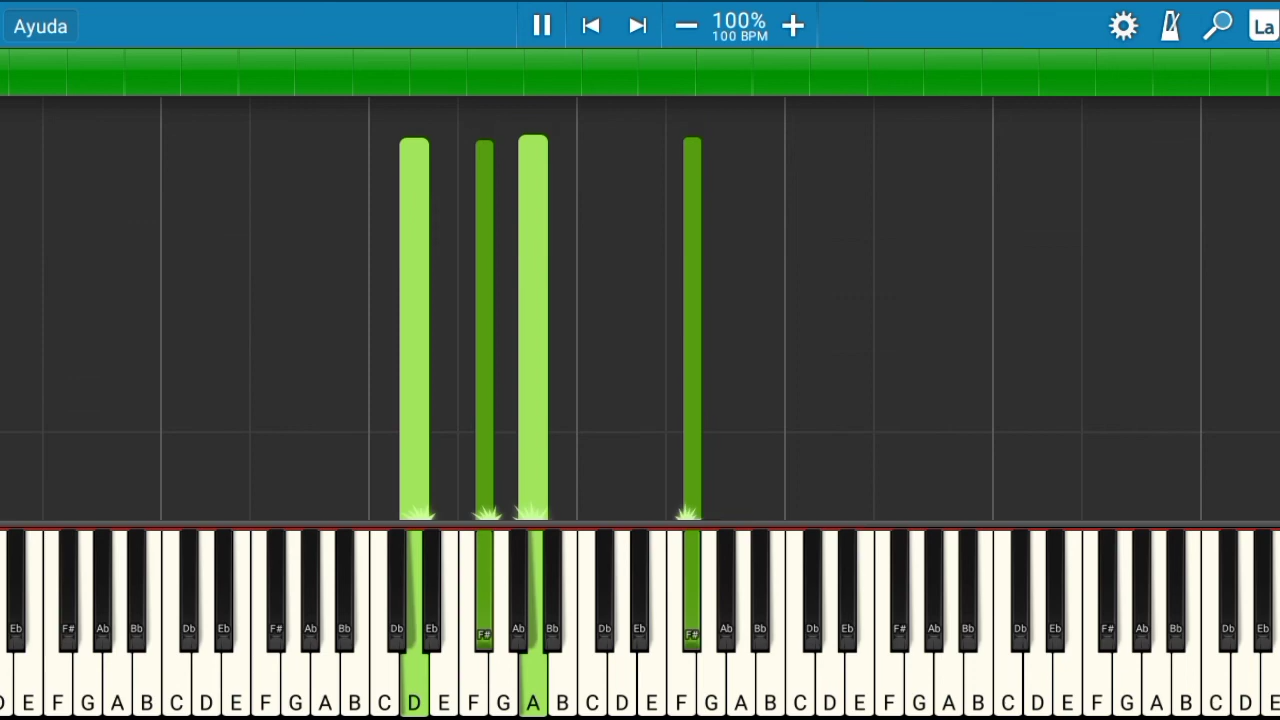 Ayuda
100%
100 BPM
La
Eb F# Ab Bb Db Eb F# Ab Bb Db Eb F# Ab Bb Db Eb F# Ab Bb Db Eb F# Ab Bb Db Eb F# Ab Bb Db Eb
D E F G A B C D E F G A B C D E F G A B C D E F G A B C D E F G A B C D E F G A B C D E